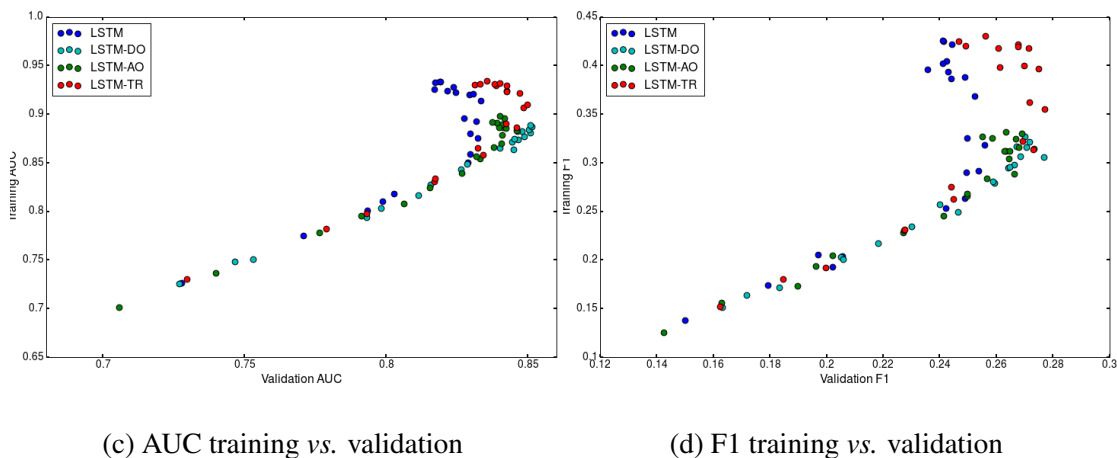 1.0
0.95
0.9
0.85
0.8
0.75
0.7
0.65
Training AUC
LSTM
LSTM-DO
LSTM-AO
LSTM-TR
0.7
0.75
0.8
0.85
Validation AUC
0.45
0.4
0.35
0.3
0.25
0.2
0.15
0.1
Training F1
LSTM
LSTM-DO
LSTM-AO
LSTM-TR
0.12
0.14
0.16
0.18
0.2
0.22
0.24
0.26
0.28
0.3
Validation F1
(c) AUC training vs. validation
(d) F1 training vs. validation